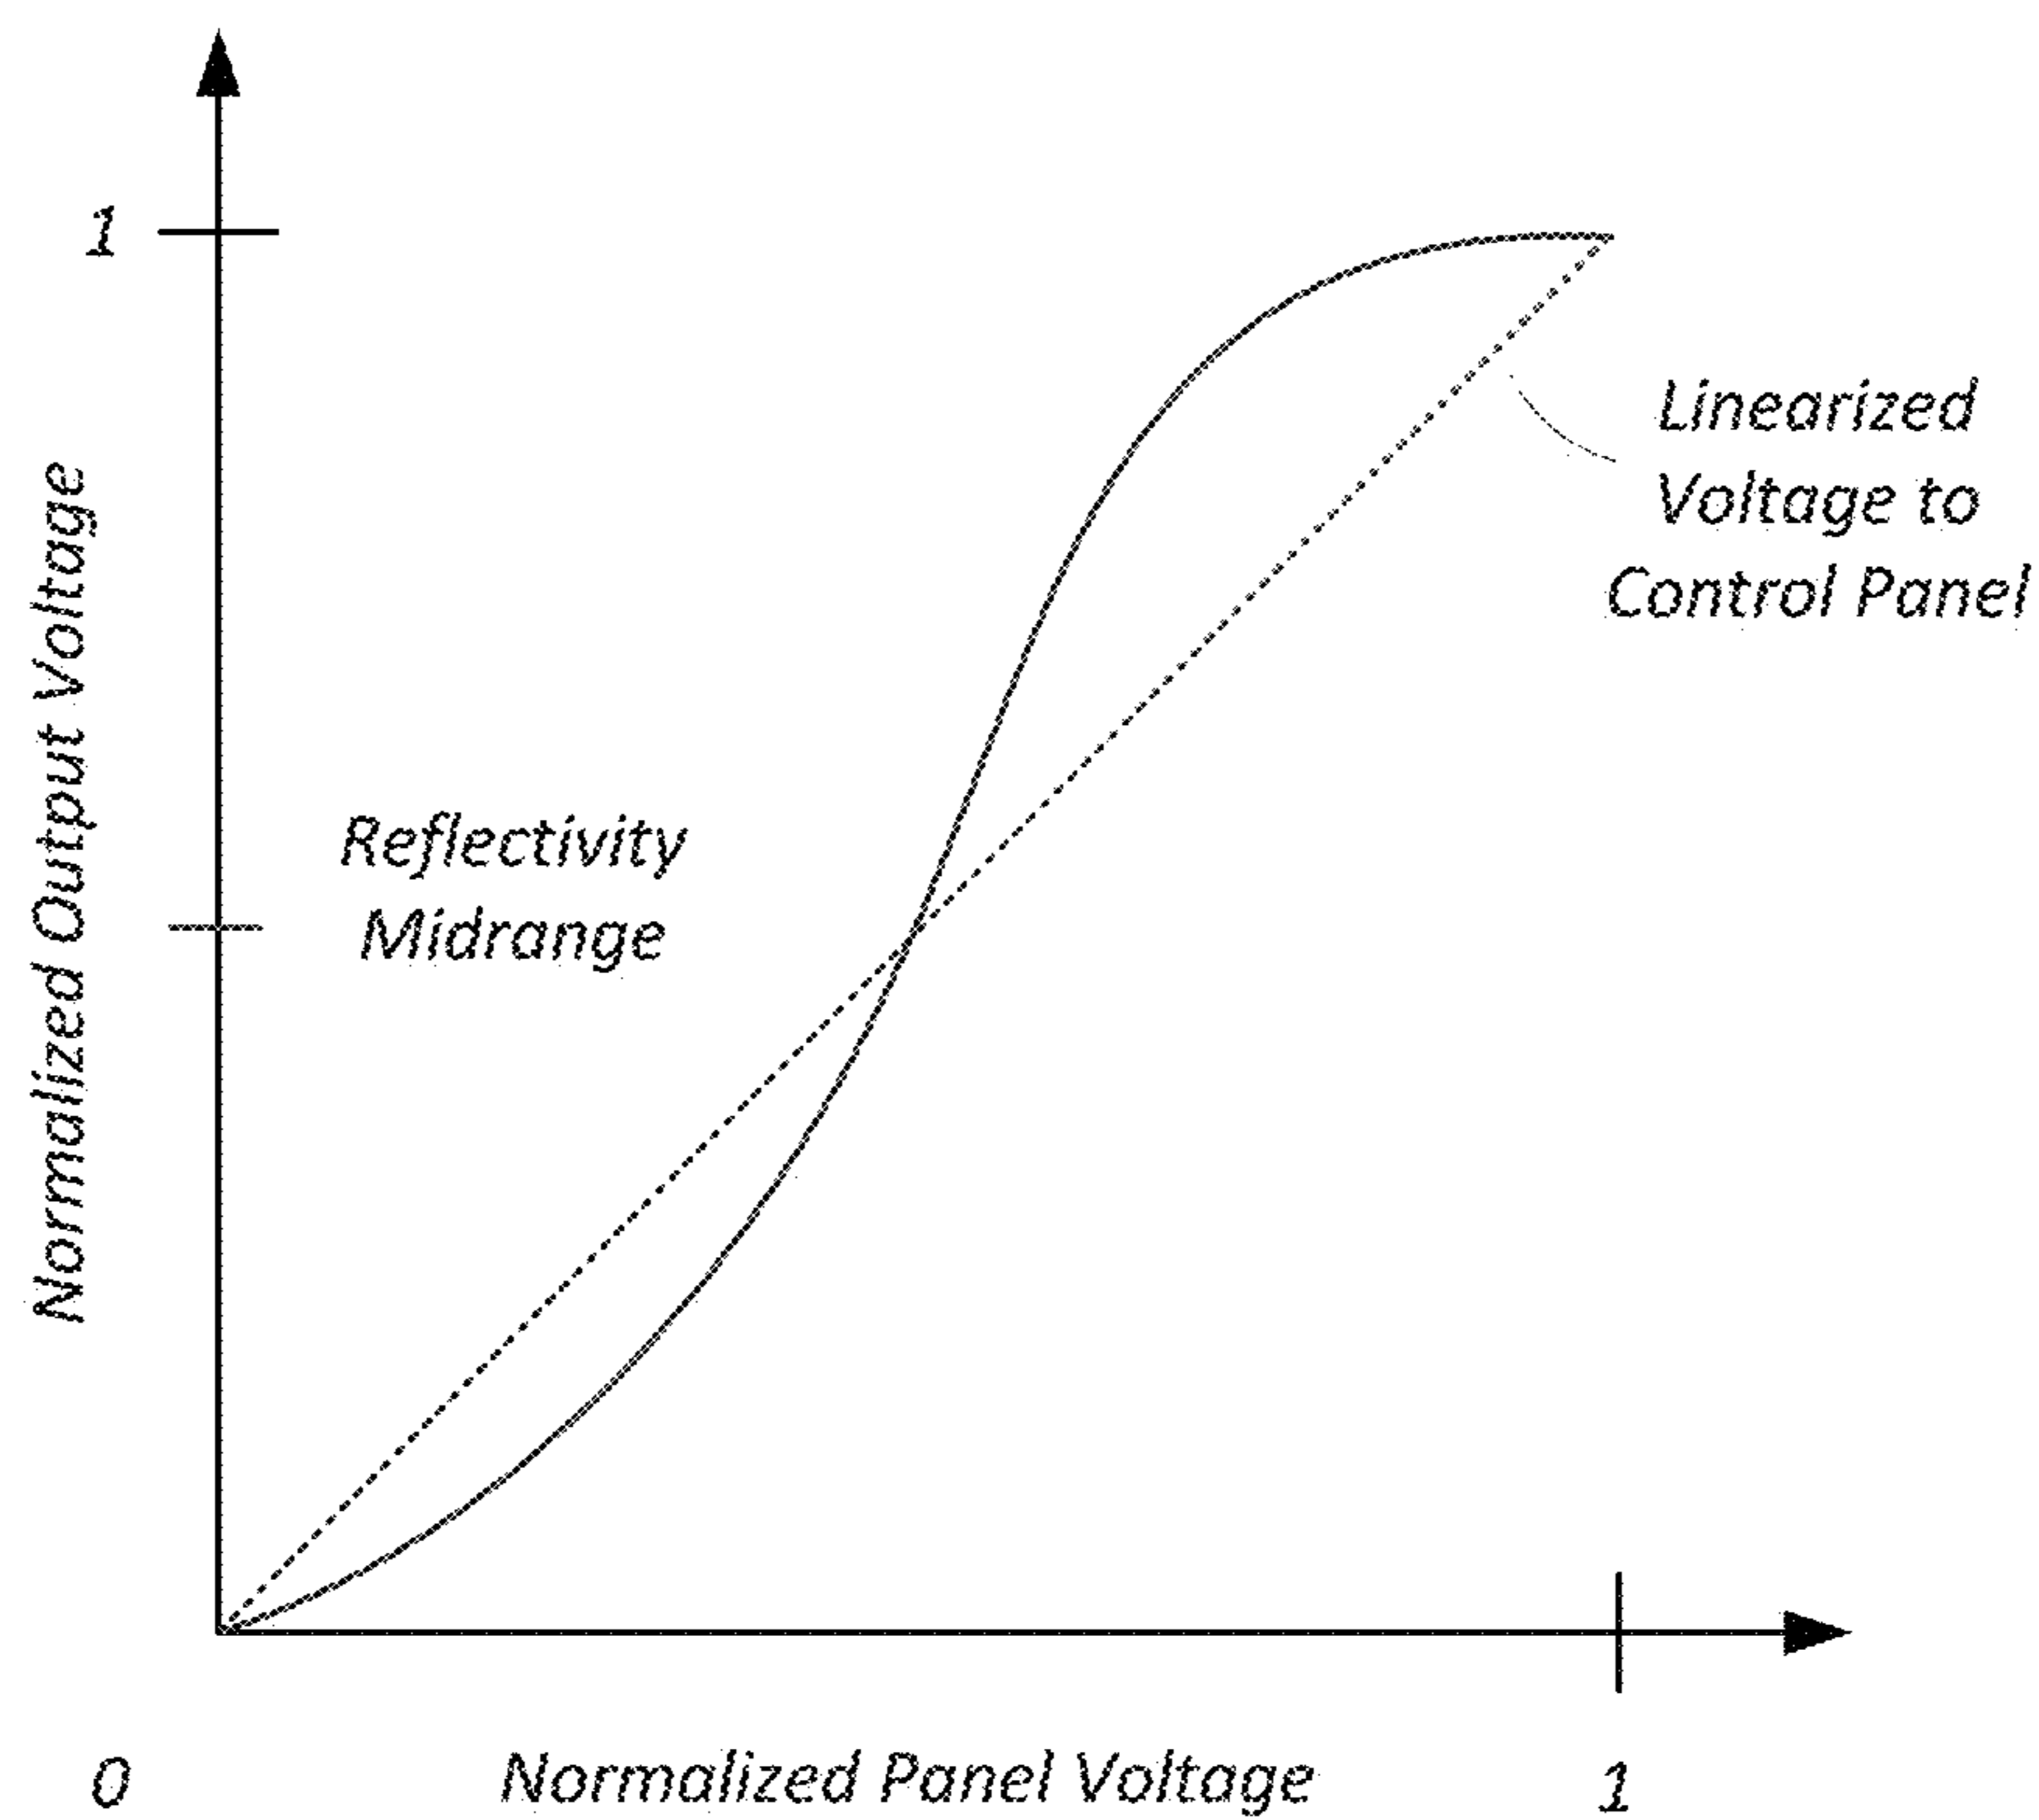 1
Normalized Output Voltage
Reflectivity
Midrange
Linearized
Voltage to
Control Panel
0
Normalized Panel Voltage
1